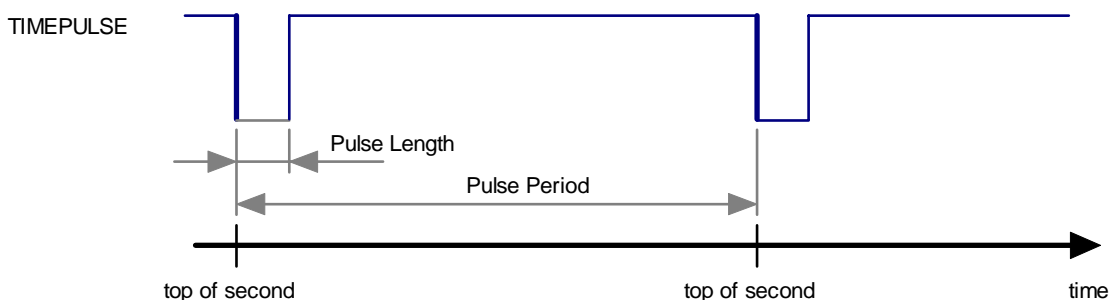 TIMEPULSE
Pulse Length
Pulse Period
top of second
top of second
time